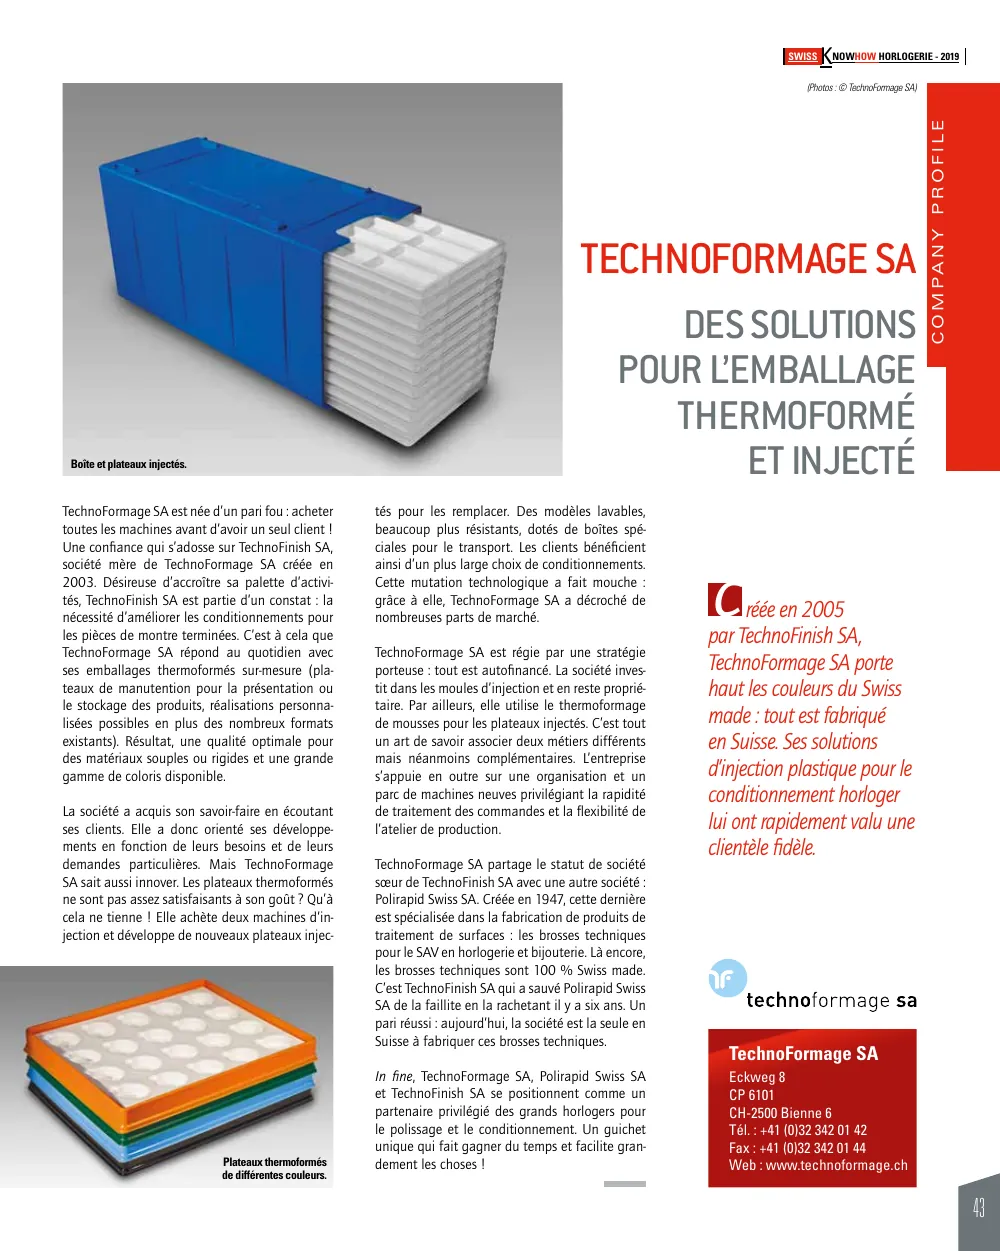 SWISS KNOWHOW HORLOGERIE - 2019
(Photos : © TechnoFormage SA)
COMPANY PROFILE
TECHNOFORMAGE SA
DES SOLUTIONS
POUR L’EMBALLAGE
THERMOFORMÉ
ET INJECTÉ
Boîte et plateaux injectés.
TechnoFormage SA est née d’un pari fou : acheter
toutes les machines avant d’avoir un seul client !
Une confiance qui s’adosse sur TechnoFinish SA,
société mère de TechnoFormage SA créée en
2003. Désireuse d’accroître sa palette d’activi-
tés, TechnoFinish SA est partie d’un constat : la
nécessité d’améliorer les conditionnements pour
les pièces de montre terminées. C’est à cela que
TechnoFormage SA répond au quotidien avec
ses emballages thermoformés sur-mesure (pla-
teaux de manutention pour la présentation ou
le stockage des produits, réalisations personna-
lisées possibles en plus des nombreux formats
existants). Résultat, une qualité optimale pour
des matériaux souples ou rigides et une grande
gamme de coloris disponible.
La société a acquis son savoir-faire en écoutant
ses clients. Elle a donc orienté ses développe-
ments en fonction de leurs besoins et de leurs
demandes particulières. Mais TechnoFormage
SA sait aussi innover. Les plateaux thermoformés
ne sont pas assez satisfaisants à son goût ? Qu’à
cela ne tienne ! Elle achète deux machines d’in-
jection et développe de nouveaux plateaux injec-
tés pour les remplacer. Des modèles lavables,
beaucoup plus résistants, dotés de boîtes spé-
ciales pour le transport. Les clients bénéficient
ainsi d’un plus large choix de conditionnements.
Cette mutation technologique a fait mouche :
grâce à elle, TechnoFormage SA a décroché de
nombreuses parts de marché.
TechnoFormage SA est régie par une stratégie
porteuse : tout est autofinancé. La société inves-
tit dans les moules d’injection et en reste proprié-
taire. Par ailleurs, elle utilise le thermoformage
de mousses pour les plateaux injectés. C’est tout
un art de savoir associer deux métiers différents
mais néanmoins complémentaires. L’entreprise
s’appuie en outre sur une organisation et un
parc de machines neuves privilégiant la rapidité
de traitement des commandes et la flexibilité de
l’atelier de production.
TechnoFormage SA partage le statut de société
sœur de TechnoFinish SA avec une autre société :
Polirapid Swiss SA. Créée en 1947, cette dernière
est spécialisée dans la fabrication de produits de
traitement de surfaces : les brosses techniques
pour le SAV en horlogerie et bijouterie. Là encore,
les brosses techniques sont 100 % Swiss made.
C’est TechnoFinish SA qui a sauvé Polirapid Swiss
SA de la faillite en la rachetant il y a six ans. Un
pari réussi : aujourd’hui, la société est la seule en
Suisse à fabriquer ces brosses techniques.
In fine, TechnoFormage SA, Polirapid Swiss SA
et TechnoFinish SA se positionnent comme un
partenaire privilégié des grands horlogers pour
le polissage et le conditionnement. Un guichet
unique qui fait gagner du temps et facilite gran-
dement les choses !
Créée en 2005
par TechnoFinish SA,
TechnoFormage SA porte
haut les couleurs du Swiss
made : tout est fabriqué
en Suisse. Ses solutions
d’injection plastique pour le
conditionnement horloger
lui ont rapidement valu une
clientèle fidèle.
Plateaux thermoformés
de différentes couleurs.
technoformage sa
TechnoFormage SA
Eckweg 8
CP 6101
CH-2500 Bienne 6
Tél. : +41 (0)32 342 01 42
Fax : +41 (0)32 342 01 44
Web : www.technoformage.ch
43